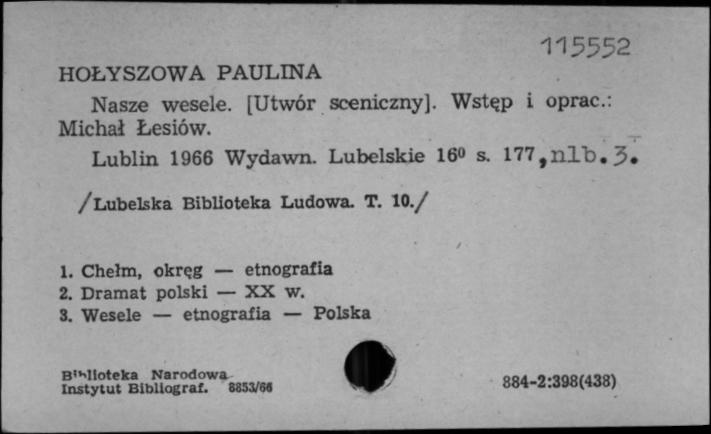 115552
HOŁYSZOWA PAULINA
Nasze wesele. [Utwór sceniczny]. Wstęp i oprac.:
Michał Łesiów.
Lublin 1966 Wydawn. Lubelskie 16⁰ s. 177,nlb.3.
/Lubelska Biblioteka Ludowa. T. 10./
1. Chełm, okręg — etnografia
2. Dramat polski — XX w.
3. Wesele — etnografia — Polska
Biblioteka Narodowa
Instytut Bibliograf. 8853/66
884-2:398(438)